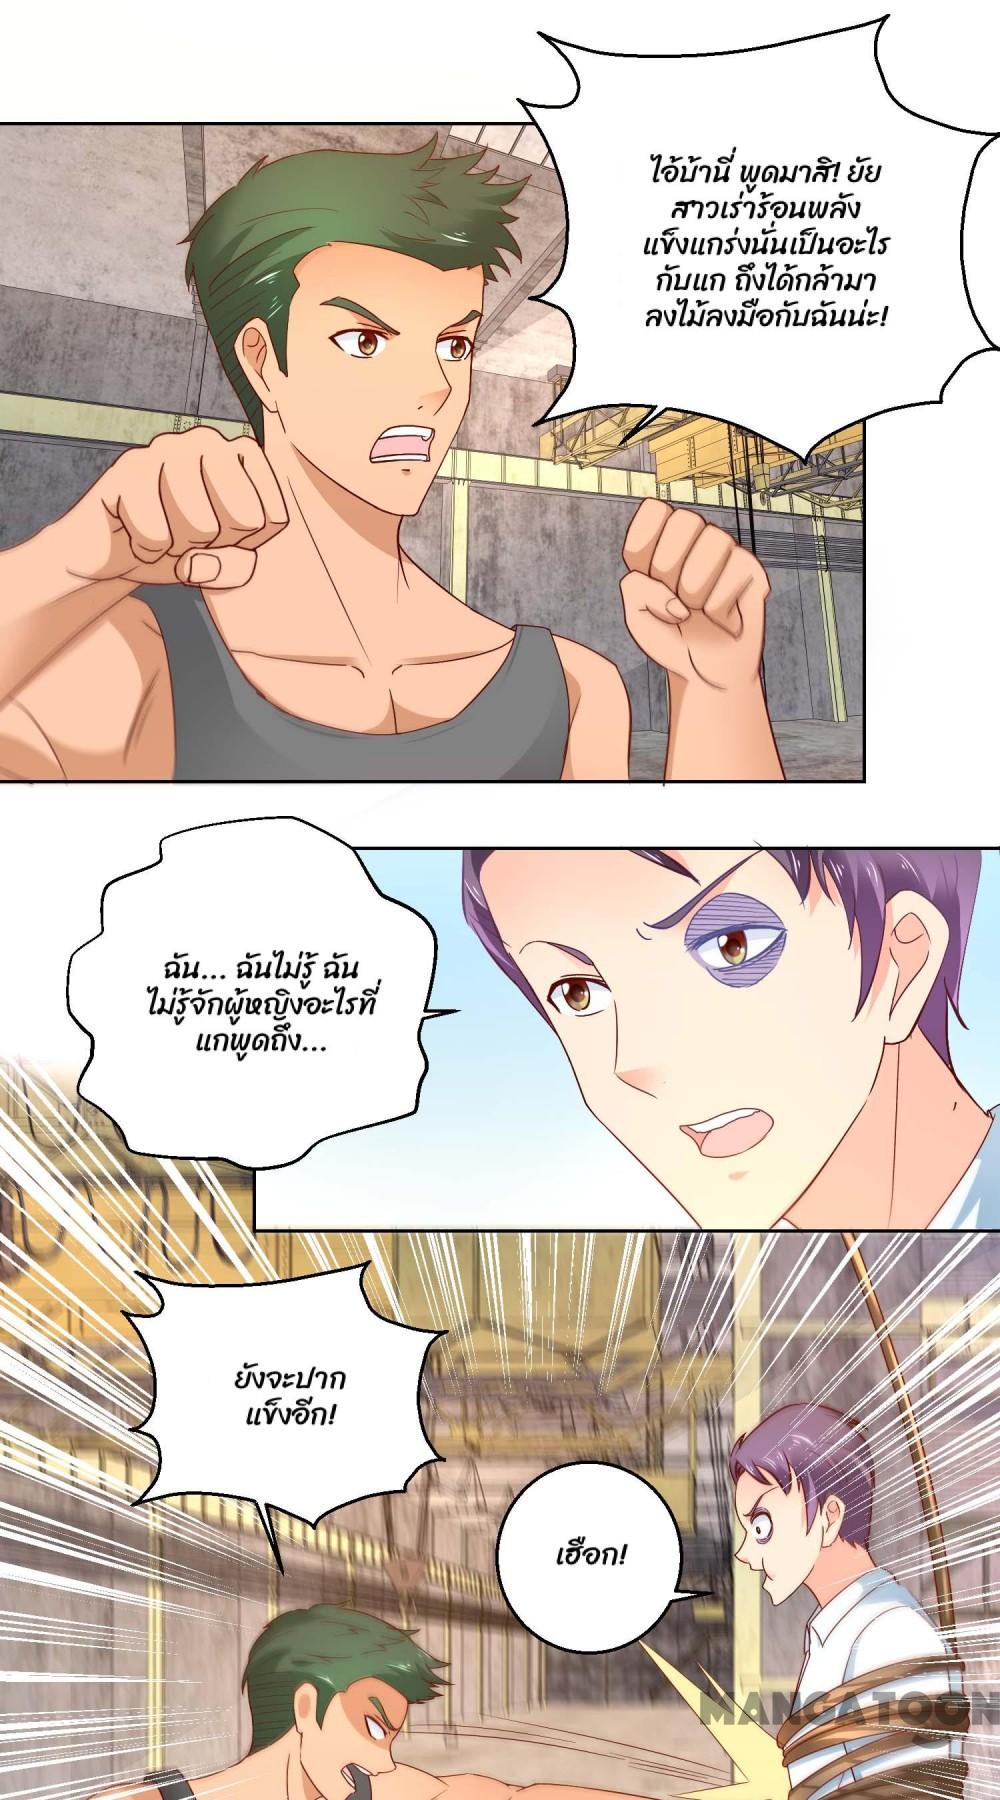 ไอ้บ้านี่ พูดมาสิ! ยัย
สาวเร่าร้อนพลัง
แข็งแกร่งนั่นเป็นอะไร
กับแก ถึงได้กล้ามา
ลงไม้ลงมือกับฉันน่ะ!
ฉัน... ฉันไม่รู้ ฉัน
ไม่รู้จักผู้หญิงอะไรที่
แกพูดถึง...
ยังจะปาก
แข็งอีก!
เฮือก!
MANGATOON